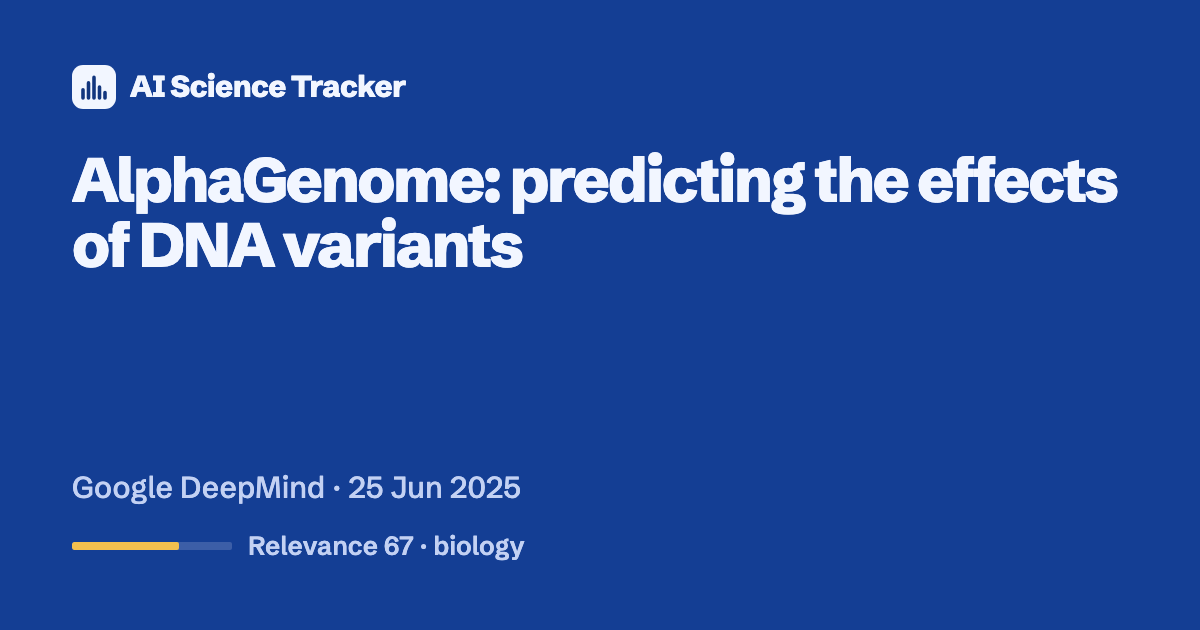 AI Science Tracker
AlphaGenome: predicting the effects
of DNA variants
Google DeepMind · 25 Jun 2025
Relevance 67 · biology